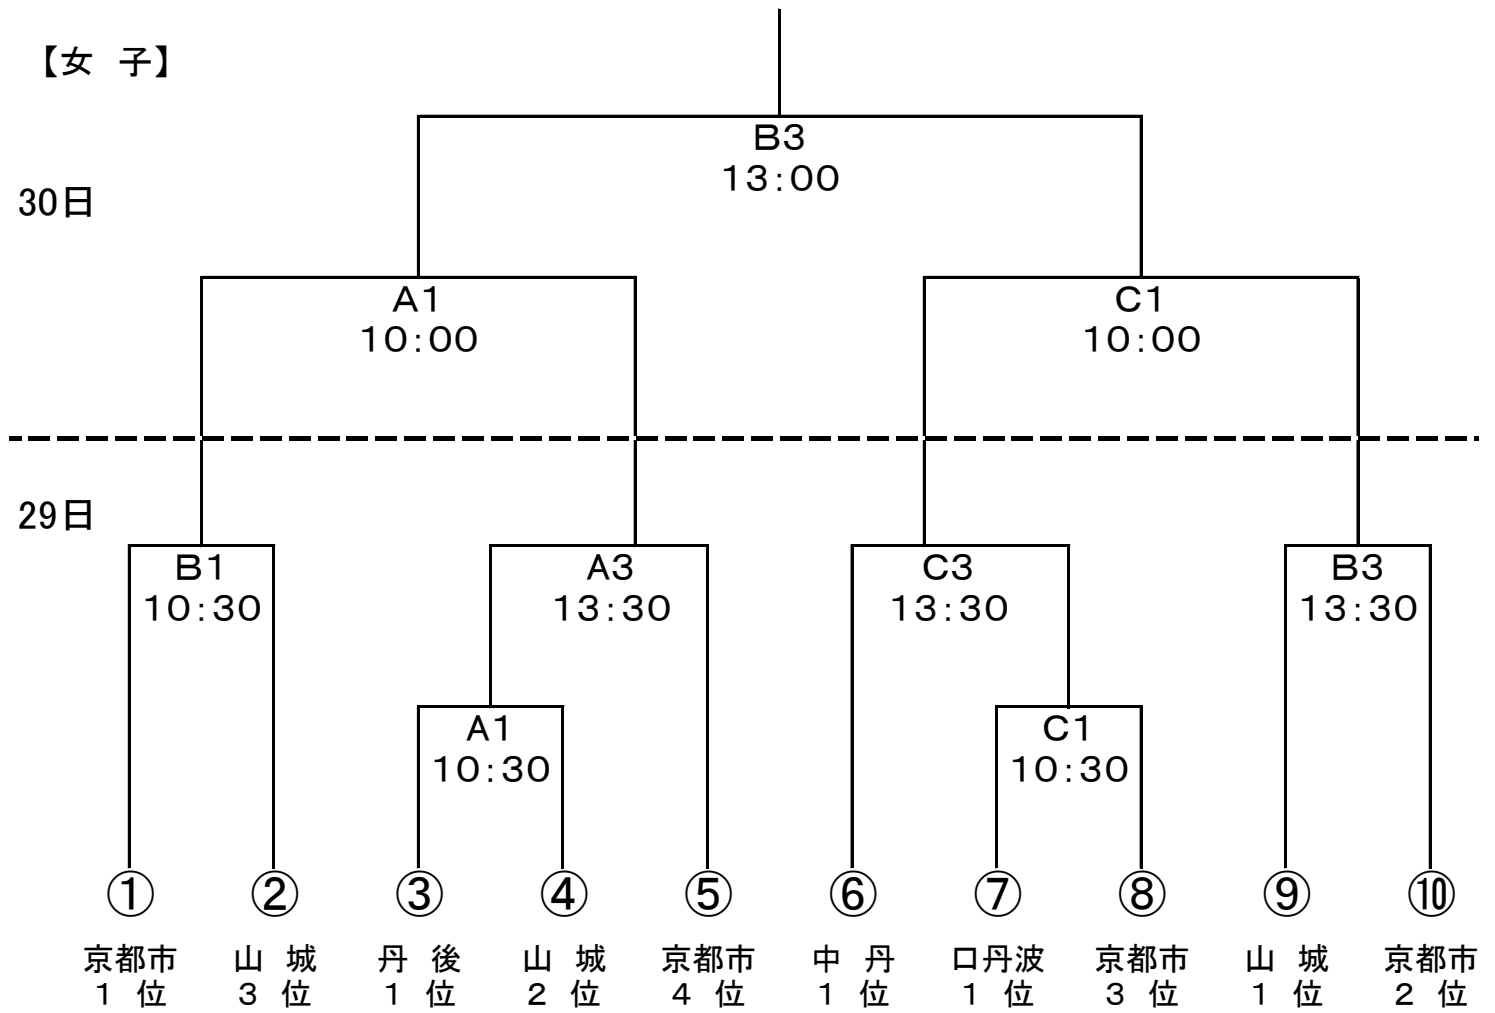 【女　子】
B3
13:00
30日
A1
10:00
C1
10:00
29日
B1
10:30
A3
13:30
C3
13:30
B3
13:30
A1
10:30
C1
10:30
① ② ③ ④ ⑤ ⑥ ⑦ ⑧ ⑨ ⑩
京都市 山　城 丹　後 山　城 京都市 中　丹 口丹波 京都市 山　城 京都市
1　位 3　位 1　位 2　位 4　位 1　位 1　位 3　位 1　位 2　位